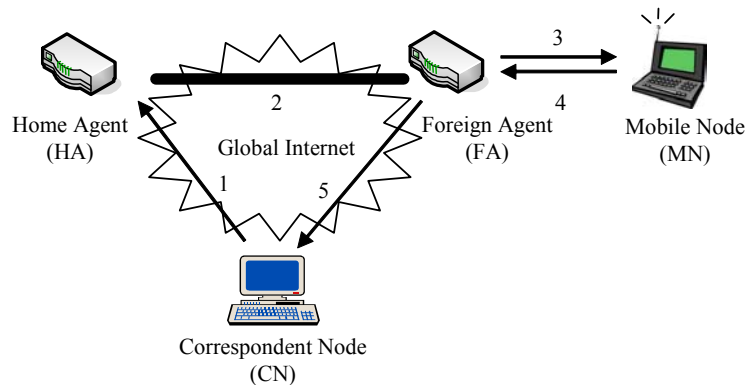 3
2
4
Home Agent
(HA)
Foreign Agent
(FA)
Mobile Node
(MN)
Global Internet
1
5
Correspondent Node
(CN)